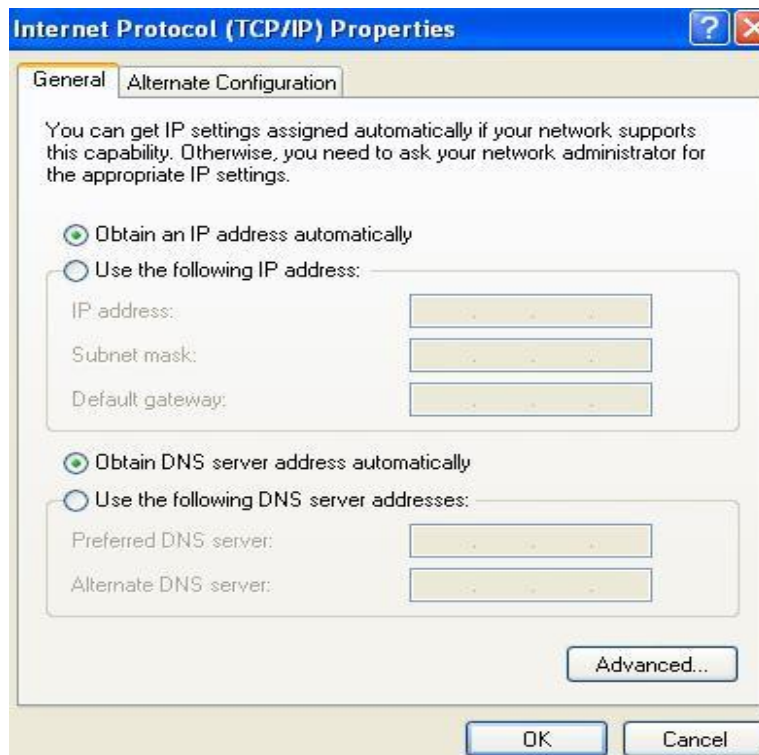 Internet Protocol (TCP/IP) Properties
General
Alternate Configuration
You can get IP settings assigned automatically if your network supports
this capability. Otherwise, you need to ask your network administrator for
the appropriate IP settings.
Obtain an IP address automatically
Use the following IP address:
IP address:
Subnet mask:
Default gateway:
Obtain DNS server address automatically
Use the following DNS server addresses:
Preferred DNS server:
Alternate DNS server:
Advanced...
OK
Cancel